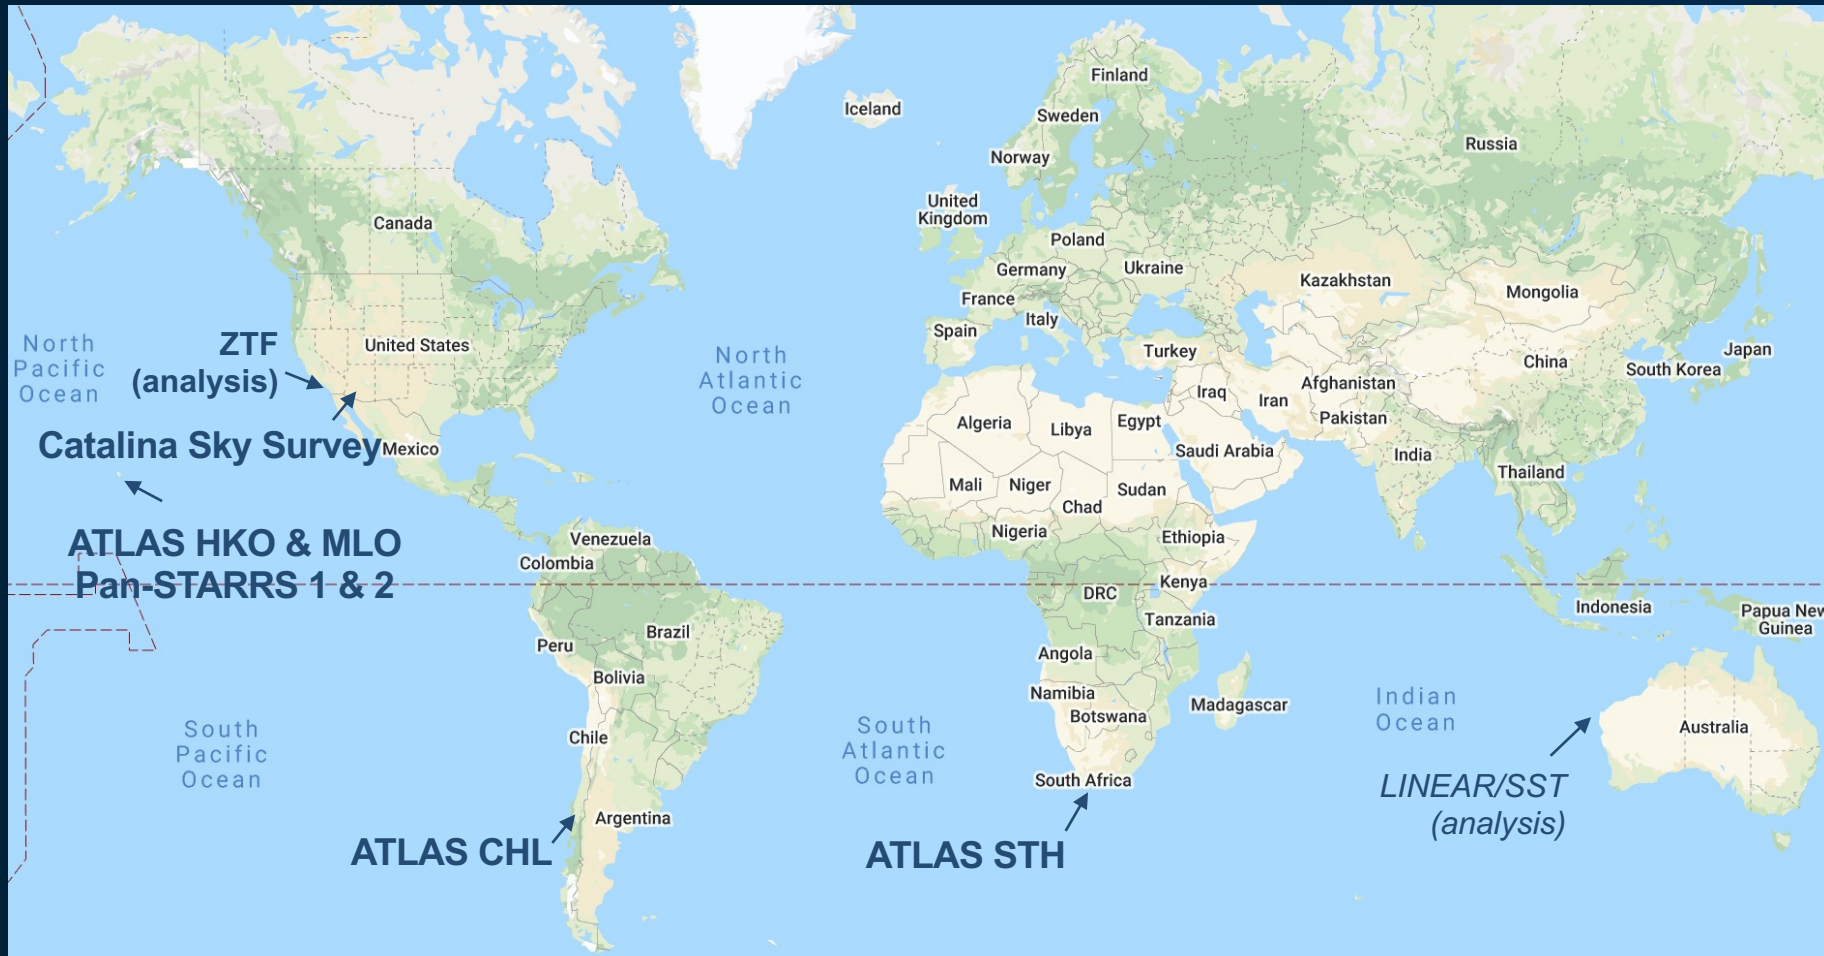 Finland
Iceland
Sweden
Russia
Norway
United
Kingdom
Canada
Poland
Germany
Ukraine
Kazakhstan
Mongolia
France
Italy
Spain
North
Pacific
Ocean
ZTF
(analysis)
United States
North
Atlantic
Ocean
Turkey
China
Japan
South Korea
Afghanistan
Iraq
Iran
Pakistan
Algeria
Libya
Egypt
Catalina Sky Survey
Mexico
Saudi Arabia
India
Thailand
Mali
Niger
Chad
Sudan
Nigeria
Ethiopia
ATLAS HKO & MLO
Pan-STARRS 1 & 2
Venezuela
Colombia
Kenya
DRC
Tanzania
Indonesia
Papua New
Guinea
Peru
Brazil
Bolivia
Angola
Namibia
Botswana
Madagascar
Indian
Ocean
Australia
South
Pacific
Ocean
Chile
South
Atlantic
Ocean
South Africa
LINEAR/SST
(analysis)
Argentina
ATLAS CHL
ATLAS STH